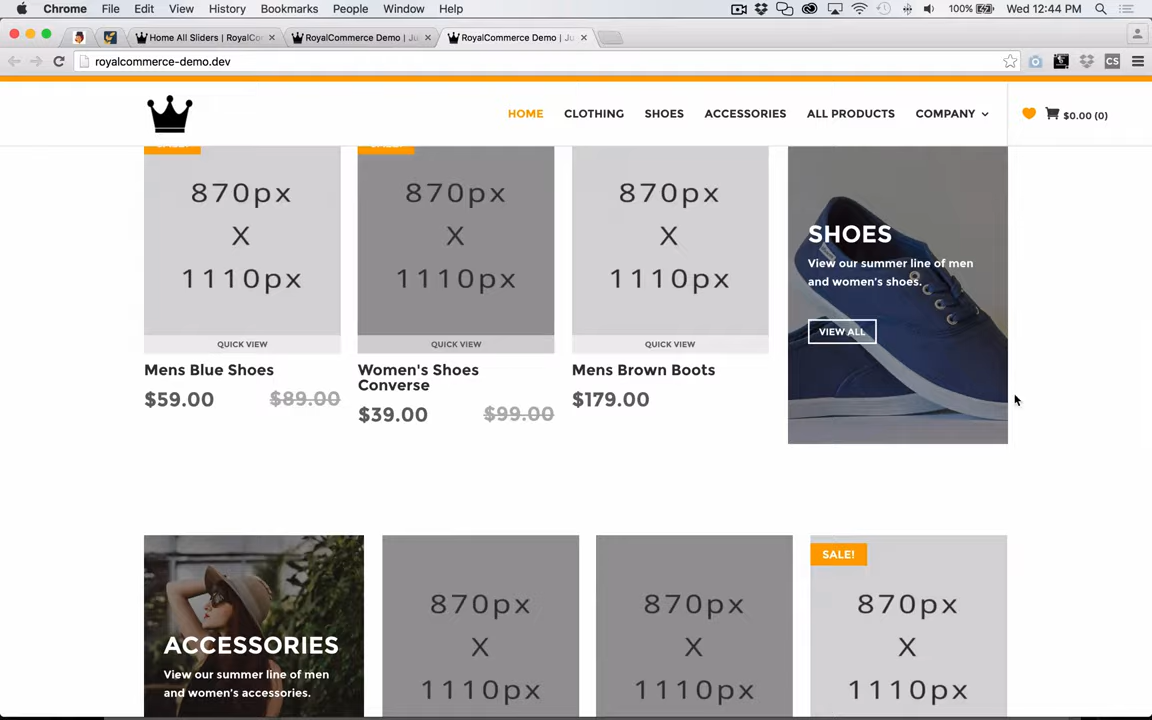 Chrome File Edit View History Bookmarks People Window Help 100% Wed 12:44 PM
Home All Sliders | RoyalCo RoyalCommerce Demo | Ju RoyalCommerce Demo | Ju
royalcommerce-demo.dev CS
HOME CLOTHING SHOES ACCESSORIES ALL PRODUCTS COMPANY $0.00 (0)
870px
X
1110px
QUICK VIEW
Mens Blue Shoes
$59.00 $89.00
870px
X
1110px
QUICK VIEW
Women's Shoes
Converse
$39.00 $99.00
870px
X
1110px
QUICK VIEW
Mens Brown Boots
$179.00
SHOES
View our summer line of men
and women's shoes.
VIEW ALL
ACCESSORIES
View our summer line of men
and women's accessories.
870px
X
1110px
870px
X
1110px
SALE!
870px
X
1110px